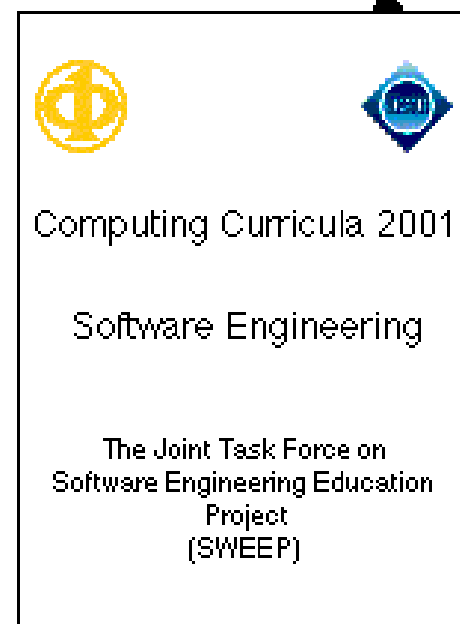 Computing Curricula 2001
Software Engineering
The Joint Task Force on
Software Engineering Education
Project
(SWEEP)